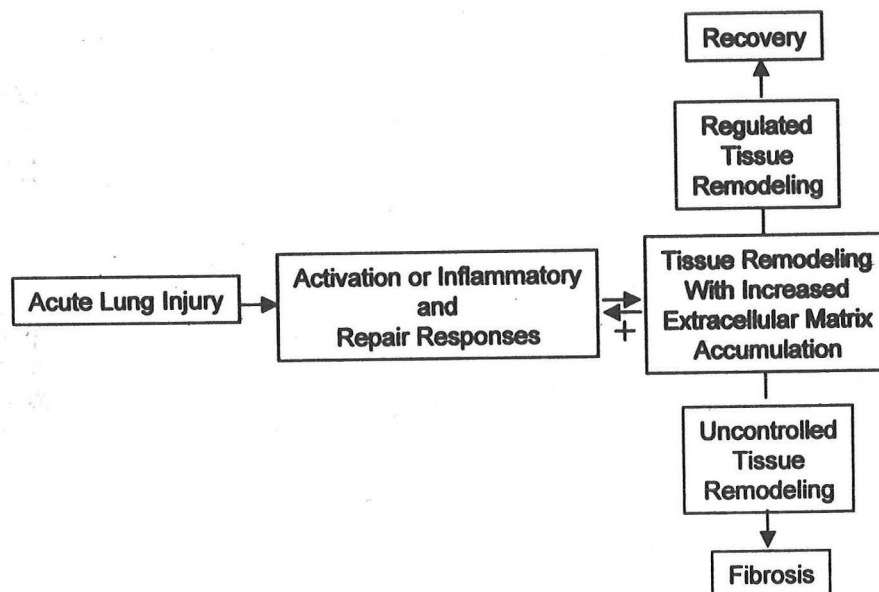 Recovery
Regulated
Tissue
Remodeling
Acute Lung Injury
Activation or Inflammatory
and
Repair Responses
+
Tissue Remodeling
With Increased
Extracellular Matrix
Accumulation
Uncontrolled
Tissue
Remodeling
Fibrosis